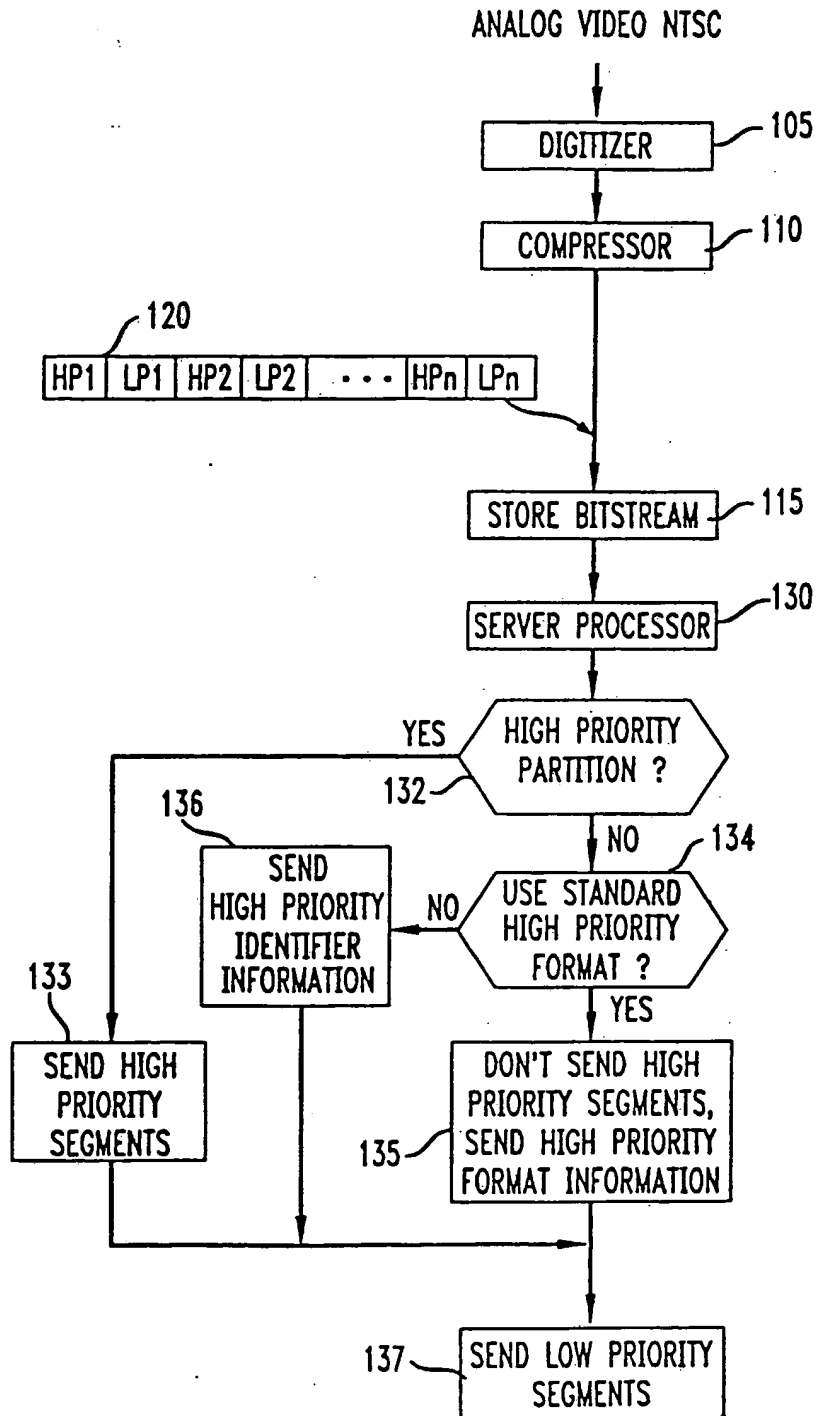 ANALOG VIDEO NTSC
DIGITIZER
105
COMPRESSOR
110
120
HP1 LP1 HP2 LP2 ... HPn LPn
STORE BITSTREAM
115
SERVER PROCESSOR
130
HIGH PRIORITY
PARTITION ?
132
YES
NO
134
USE STANDARD
HIGH PRIORITY
FORMAT ?
NO
YES
136
SEND
HIGH PRIORITY
IDENTIFIER
INFORMATION
133
SEND HIGH
PRIORITY
SEGMENTS
DON'T SEND HIGH
PRIORITY SEGMENTS,
SEND HIGH PRIORITY
FORMAT INFORMATION
135
SEND LOW PRIORITY
SEGMENTS
137